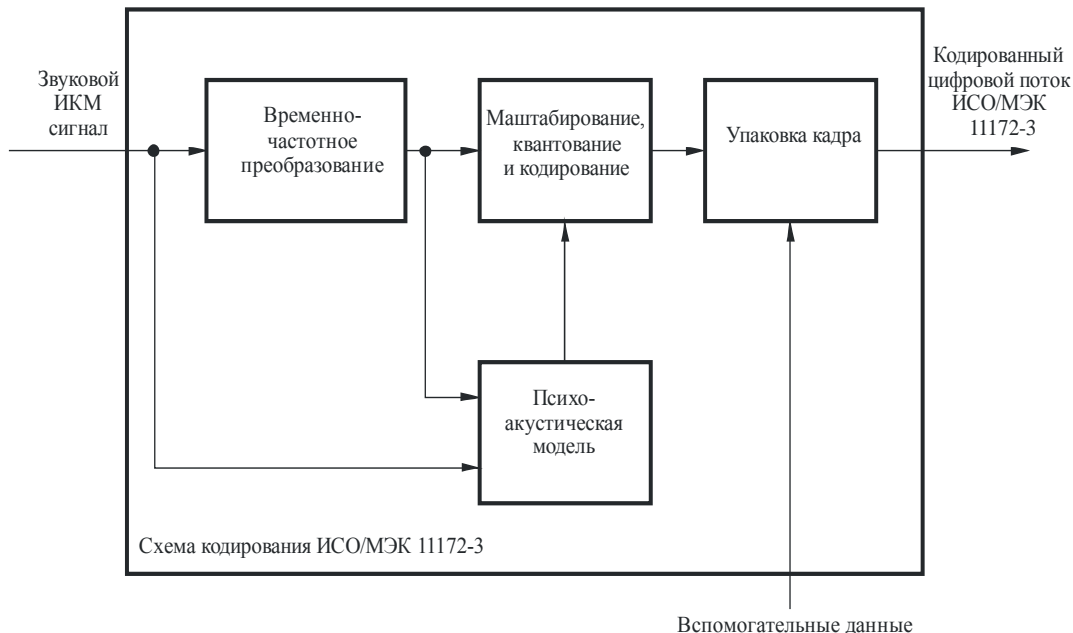 Звуковой
ИКМ
сигнал
Временно-
частотное
преобразование
Маштабирование,
квантование
и кодирование
Упаковка кадра
Кодированный
цифровой поток
ИСО/МЭК
11172-3
Психо-
акустическая
модель
Схема кодирования ИСО/МЭК 11172-3
Вспомогательные данные